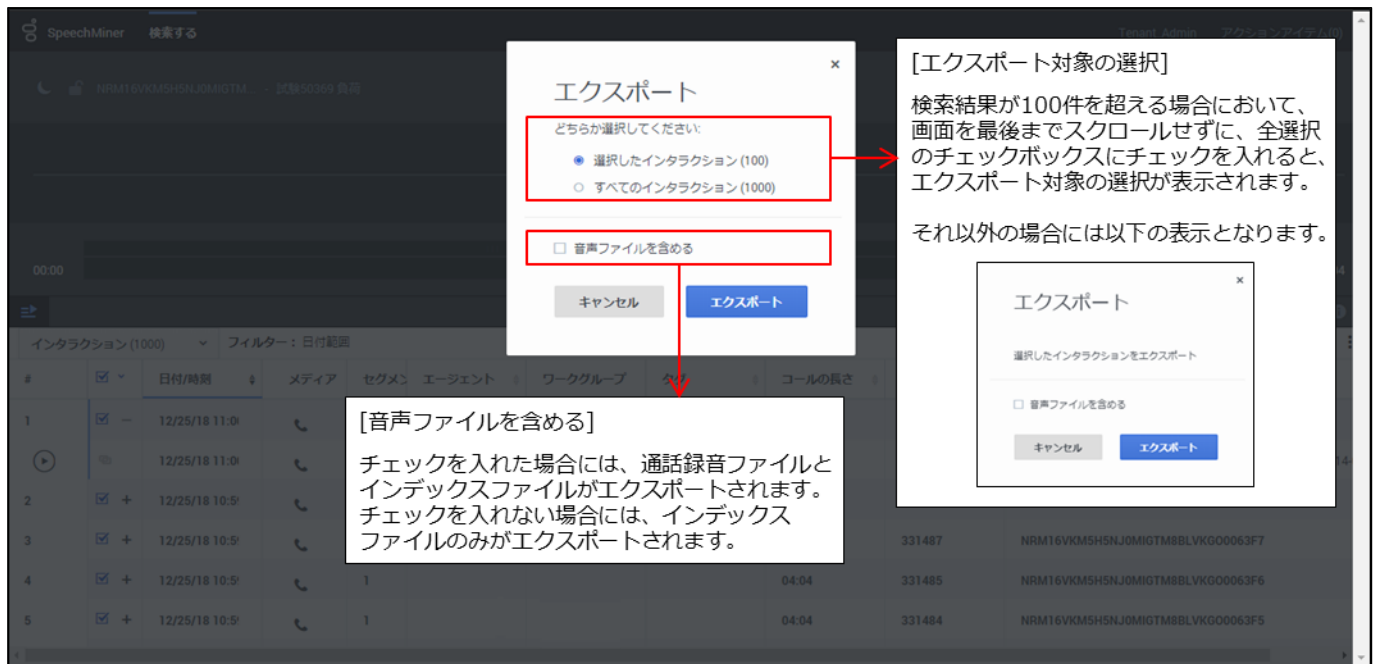 SpeechMiner 検索する
Tenant_Admin アクションアイテム(0)
NRM16VKM5H5NJ0MIGTM... - 試験50369 負荷
×
エクスポート
どちらか選択してください:
選択したインタラクション (100)
すべてのインタラクション (1000)
音声ファイルを含める
キャンセル エクスポート
[エクスポート対象の選択]
検索結果が100件を超える場合において、
画面を最後までスクロールせずに、全選択
のチェックボックスにチェックを入れると、
エクスポート対象の選択が表示されます。
それ以外の場合には以下の表示となります。
×
エクスポート
選択したインタラクションをエクスポート
音声ファイルを含める
キャンセル エクスポート
00:00
インタラクション (1000) フィルター : 日付範囲
# 日付/時刻 メディア セグメン エージェント ワークグループ タグ コールの長さ
[音声ファイルを含める]
チェックを入れた場合には、通話録音ファイルと
インデックスファイルがエクスポートされます。
チェックを入れない場合には、インデックス
ファイルのみがエクスポートされます。
1 12/25/18 11:0
12/25/18 11:0
2 12/25/18 10:5
3 12/25/18 10:5 331487 NRM16VKM5H5NJ0MIGTM8BLVKGO0063F7
4 12/25/18 10:5 1 04:04 331485 NRM16VKM5H5NJ0MIGTM8BLVKGO0063F6
5 12/25/18 10:5 1 04:04 331484 NRM16VKM5H5NJ0MIGTM8BLVKGO0063F5